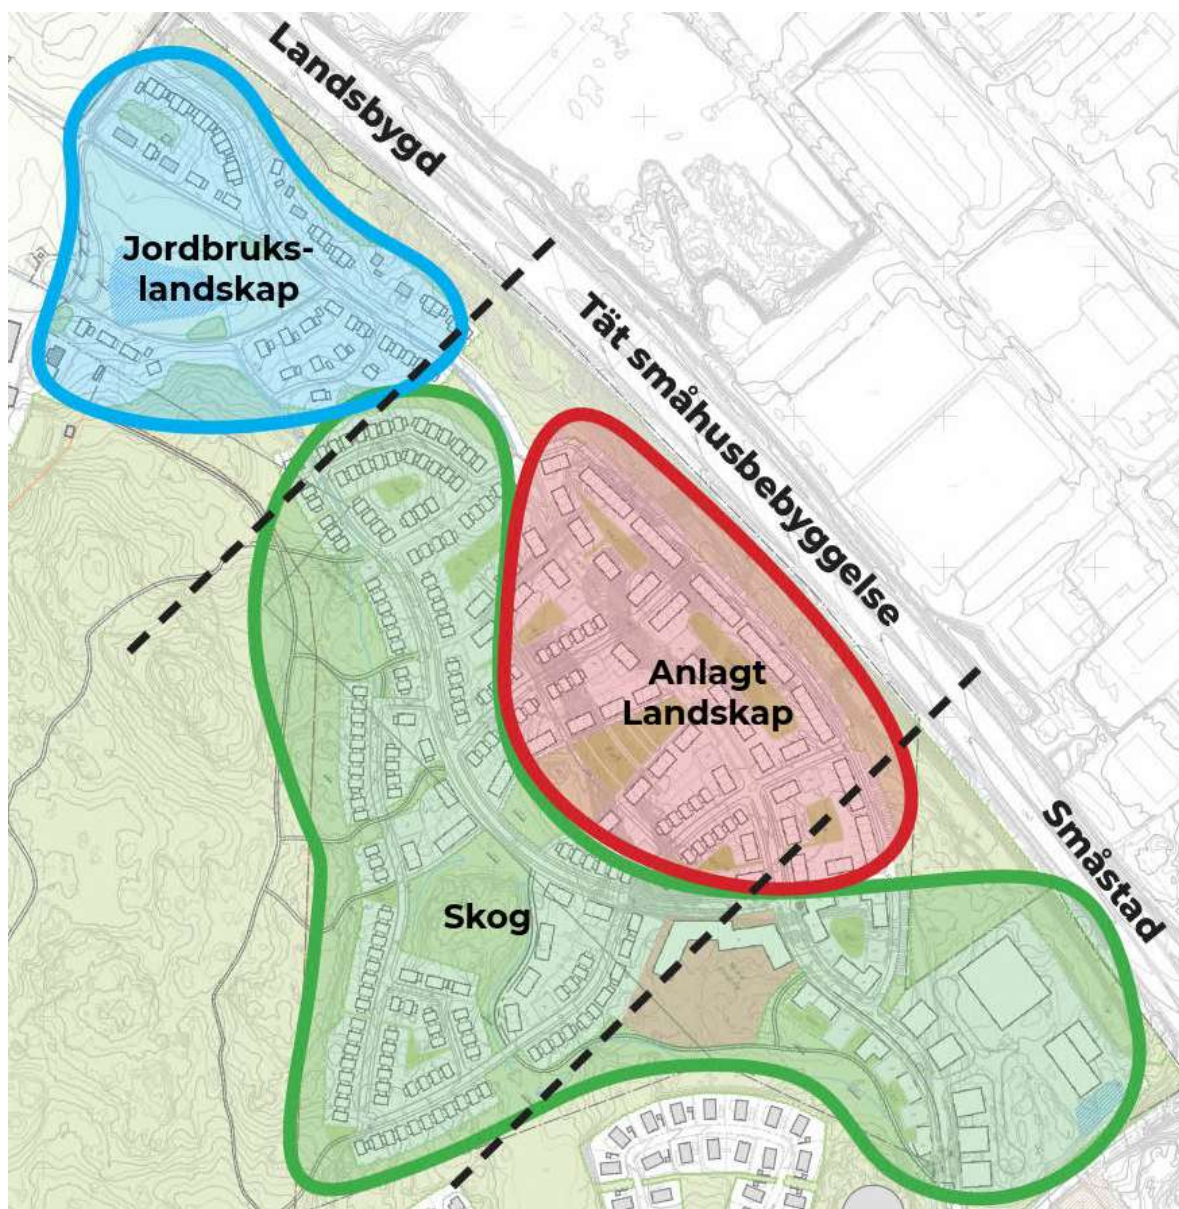 Landsbygd
Jordbruks-
landskap
Tät småhusbebyggelse
Anlagt
Landskap
Småstad
Skog